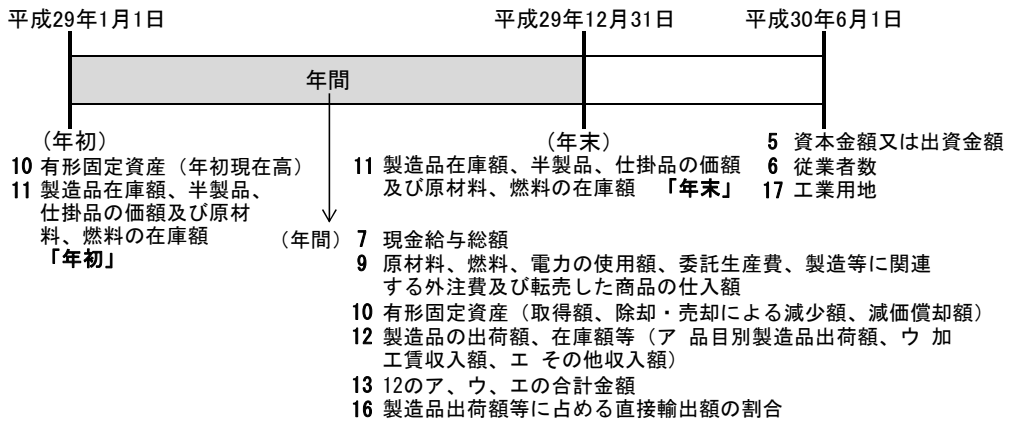 平成29年1月1日
平成29年12月31日
平成30年6月1日
年間
(年初)
10 有形固定資産(年初現在高)
11 製造品在庫額、半製品、
仕掛品の価額及び原材
料、燃料の在庫額
「年初」
(年末)
11 製造品在庫額、半製品、仕掛品の価額
及び原材料、燃料の在庫額 「年末」
5 資本金額又は出資金額
6 従業者数
17 工業用地
(年間) 7 現金給与総額
9 原材料、燃料、電力の使用額、委託生産費、製造等に関連
する外注費及び転売した商品の仕入額
10 有形固定資産(取得額、除却・売却による減少額、減価償却額)
12 製造品の出荷額、在庫額等(ア 品目別製造品出荷額、ウ 加
工賃収入額、エ その他収入額)
13 12のア、ウ、エの合計金額
16 製造品出荷額等に占める直接輸出額の割合